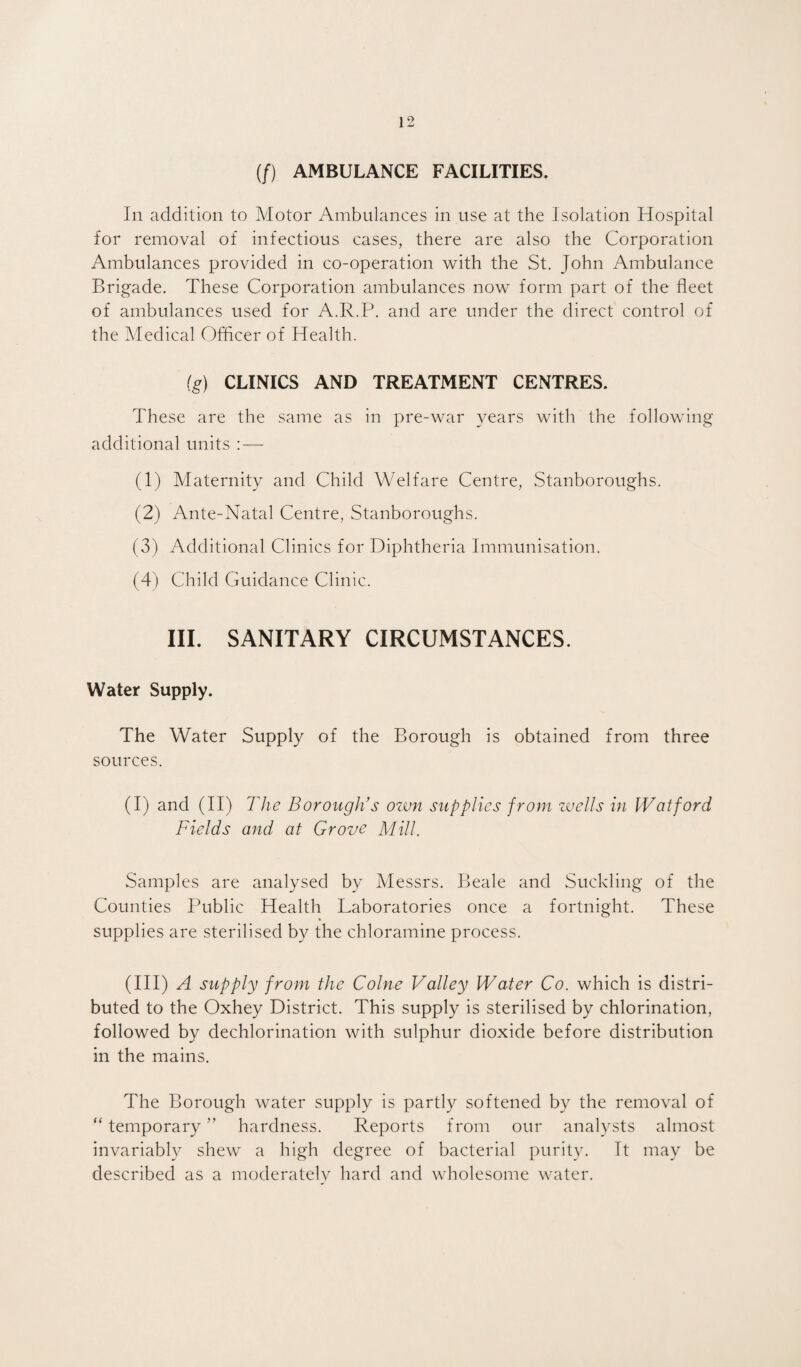 12
(f) AMBULANCE FACILITIES.
In addition to Motor Ambulances in use at the Isolation Hospital
for removal of infectious cases, there are also the Corporation
Ambulances provided in co-operation with the St. John Ambulance
Brigade. These Corporation ambulances now form part of the fleet
of ambulances used for A.R.P. and are under the direct control of
the Medical Officer of Health.
(g) CLINICS AND TREATMENT CENTRES.
These are the same as in pre-war years with the following
additional units :—
(1) Maternity and Child Welfare Centre, Stanboroughs.
(2) Ante-Natal Centre, Stanboroughs.
(3) Additional Clinics for Diphtheria Immunisation.
(4) Child Guidance Clinic.
III. SANITARY CIRCUMSTANCES.
Water Supply.
The Water Supply of the Borough is obtained from three
sources.
(I) and (II) The Borough's own supplies from wells in Watford
Fields and at Grove Mill.
Samples are analysed by Messrs. Beale and Suckling of the
Counties Public Health Laboratories once a fortnight. These
supplies are sterilised by the chloramine process.
(III) A supply from the Colne Valley Water Co. which is distri-
buted to the Oxhey District. This supply is sterilised by chlorination,
followed by dechlorination with sulphur dioxide before distribution
in the mains.
The Borough water supply is partly softened by the removal of
“ temporary ” hardness. Reports from our analysts almost
invariably shew a high degree of bacterial purity. It may be
described as a moderately hard and wholesome water.